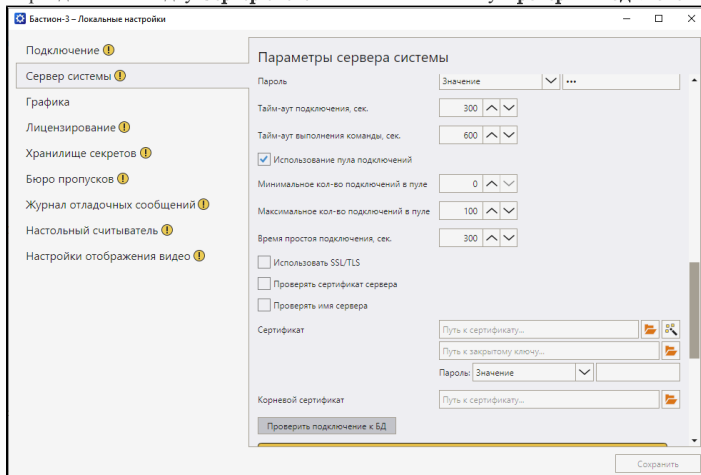 Бастион-3 – Локальные настройки
Подключение
Сервер системы
Графика
Лицензирование
Хранилище секретов
Бюро пропусков
Журнал отладочных сообщений
Настольный считыватель
Настройки отображения видео
Параметры сервера системы
Пароль Значение •••
Тайм-аут подключения, сек. 300
Тайм-аут выполнения команды, сек. 600
Использование пула подключений
Минимальное кол-во подключений в пуле 0
Максимальное кол-во подключений в пуле 100
Время простоя подключения, сек. 300
Использовать SSL/TLS
Проверять сертификат сервера
Проверять имя сервера
Сертификат Путь к сертификату...
Путь к закрытому ключу...
Пароль: Значение
Корневой сертификат Путь к сертификату...
Проверить подключение к БД
Сохранить